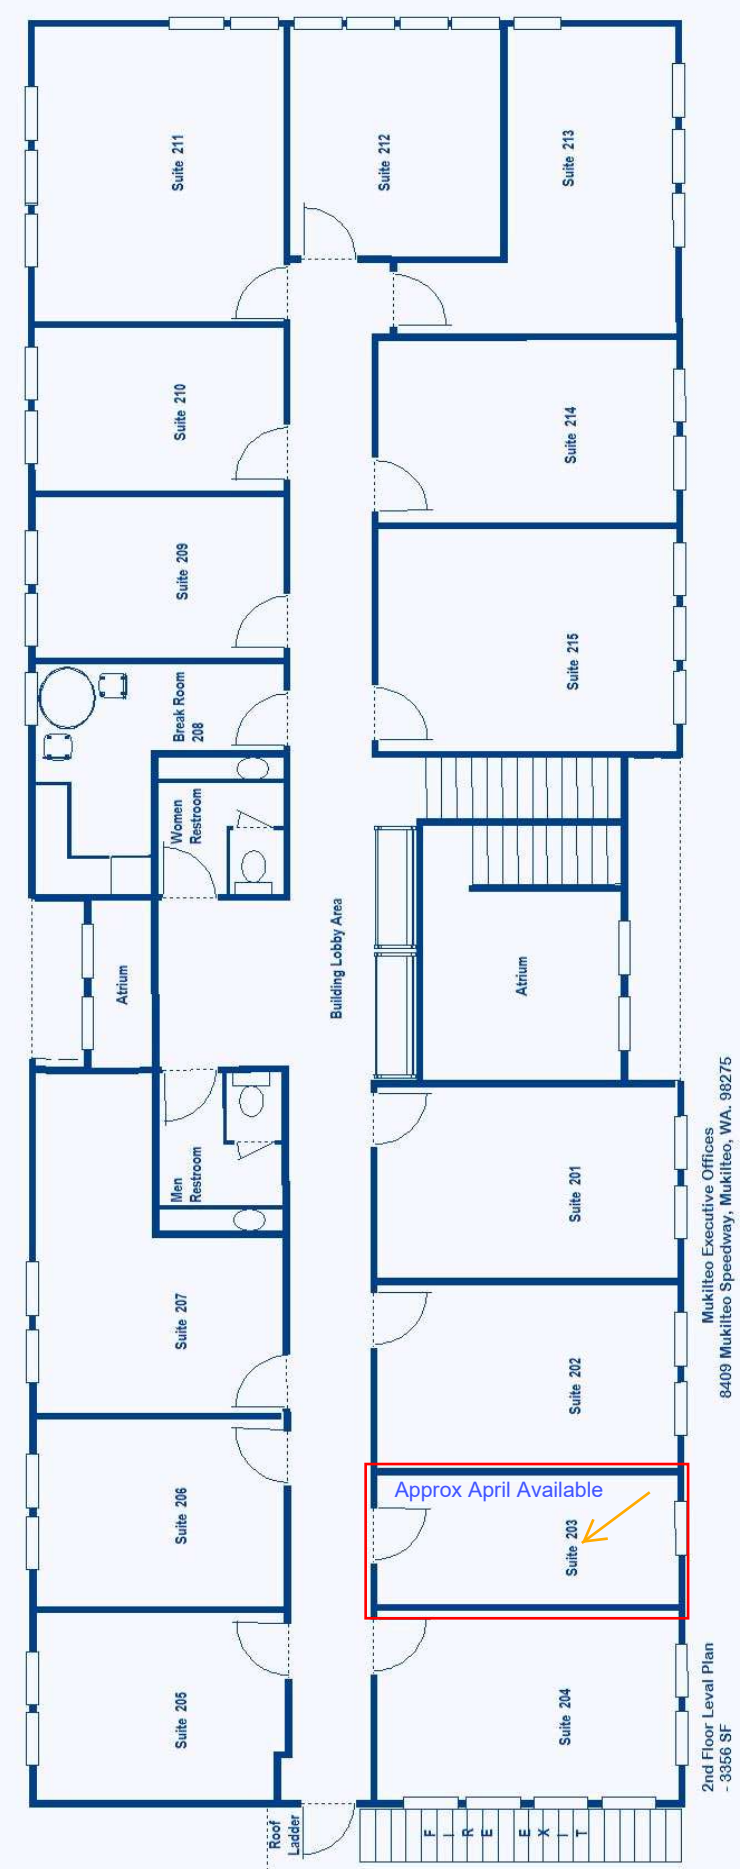 Suite 211
Suite 212
Suite 213
Suite 210
Suite 214
Suite 209
Suite 215
Break Room
208
Women
Restroom
Building Lobby Area
Atrium
Atrium
Men
Restroom
Suite 201
Suite 207
Suite 202
Suite 206
Approx April Available
Suite 203
Suite 205
Suite 204
Roof
Ladder
FIRE EXIT
Mukilteo Executive Offices
8409 Mukilteo Speedway, Mukilteo, WA. 98275
2nd Floor Leval Plan
- 3356 SF